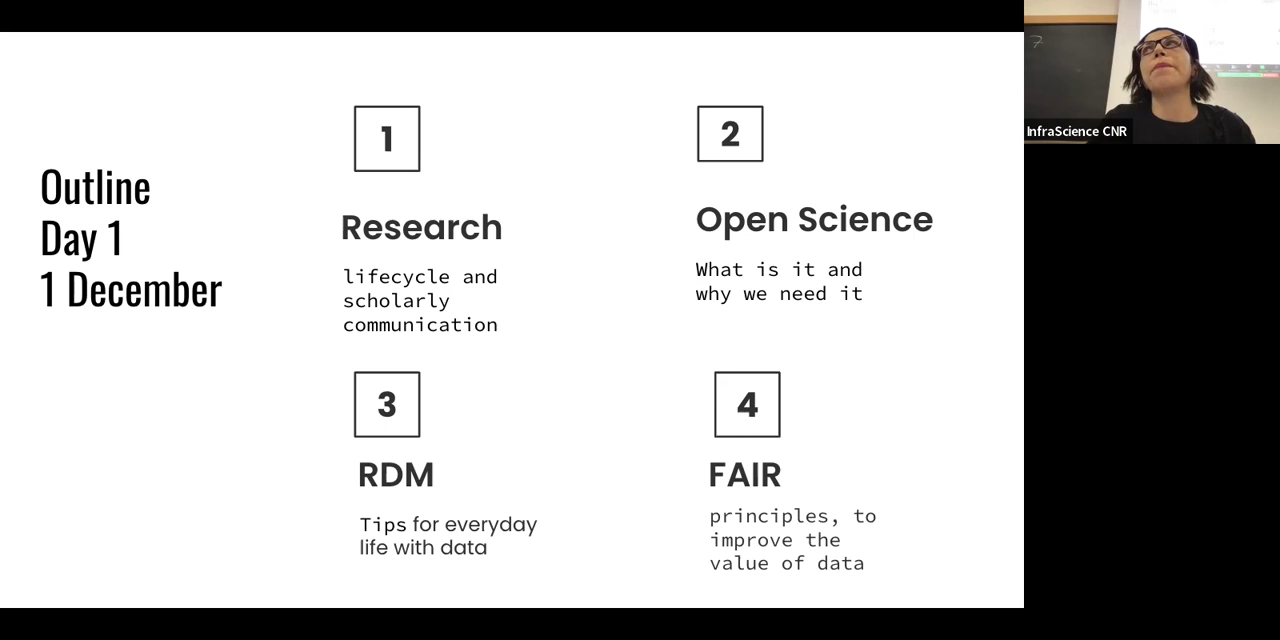 Outline
Day 1
1 December
1
Research
lifecycle and
scholarly
communication
2
Open Science
What is it and
why we need it
3
RDM
Tips for everyday
life with data
4
FAIR
principles, to
improve the
value of data
7
InfraScience CNR